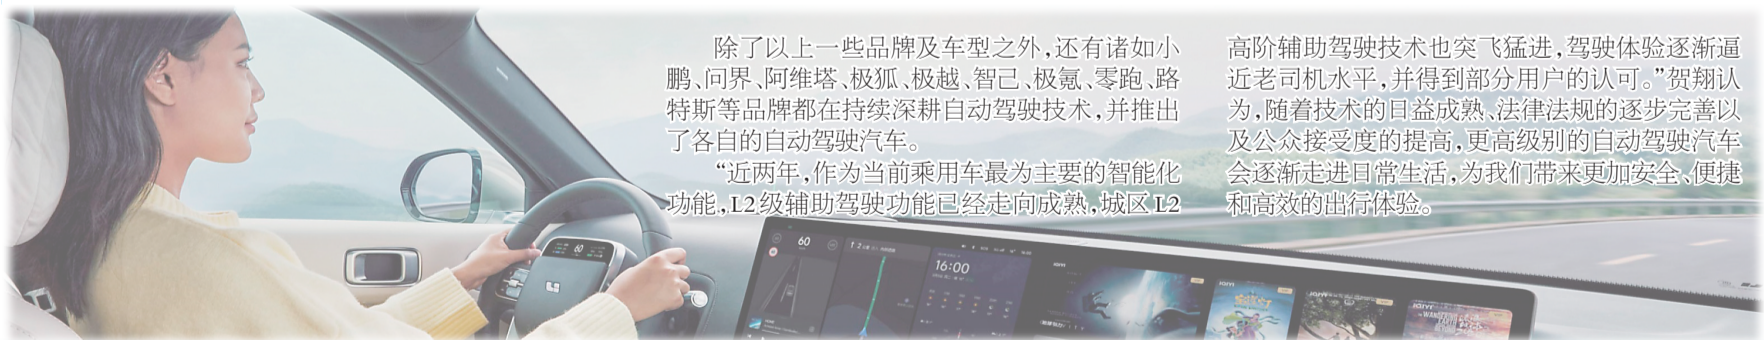 除了以上一些品牌及车型之外,还有诸如小
鹏、问界、阿维塔、极狐、极越、智己、极氪、零跑、路
特斯等品牌都在持续深耕自动驾驶技术,并推出
了各自的自动驾驶汽车。
“近两年,作为当前乘用车最为主要的智能化
功能,L2级辅助驾驶功能已经走向成熟,城区L2
高阶辅助驾驶技术也突飞猛进,驾驶体验逐渐逼
近老司机水平,并得到部分用户的认可。”贺翔认
为,随着技术的日益成熟、法律法规的逐步完善以
及公众接受度的提高,更高级别的自动驾驶汽车
会逐渐走进日常生活,为我们带来更加安全、便捷
和高效的出行体验。
60
60
1 2
16:00
iQIYI
iQIYI
iQIYI
iQIYI